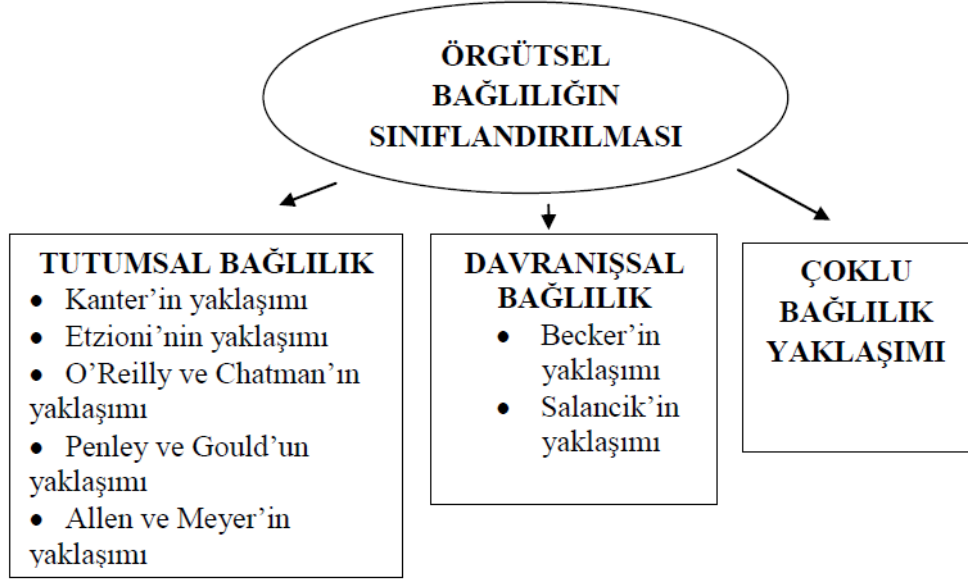 ÖRGÜTSEL
BAĞLILIĞIN
SINIFLANDIRILMASI
TUTUMSAL BAĞLILIK
• Kanter’in yaklaşımı
• Etzioni’nin yaklaşımı
• O’Reilly ve Chatman’ın
yaklaşımı
• Penley ve Gould’un
yaklaşımı
• Allen ve Meyer’in
yaklaşımı
DAVRANIŞSAL
BAĞLILIK
• Becker’in
yaklaşımı
• Salancik’in
yaklaşımı
ÇOKLU
BAĞLILIK
YAKLAŞIMI